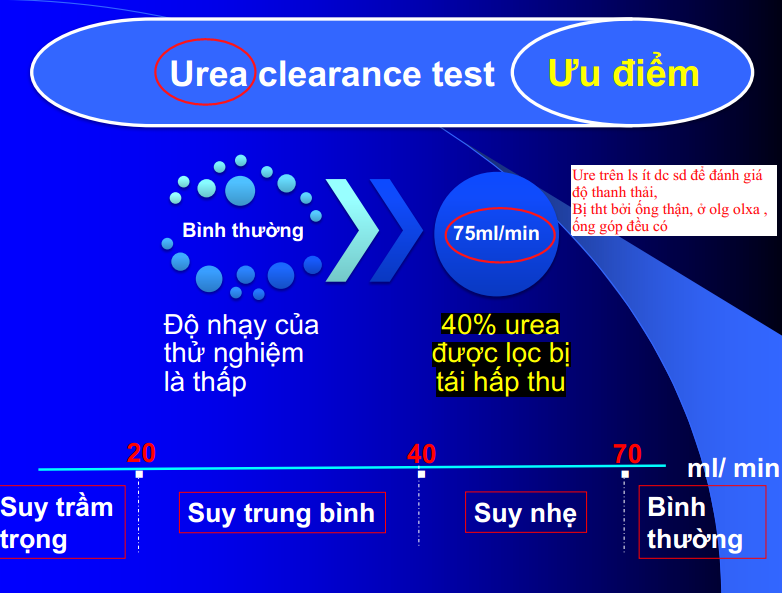 Urea clearance test
Ưu điểm
Ure trên ls ít dc sd để đánh giá
độ thanh thải,
Bị tht bởi ống thận, ở olg olxa ,
ống góp đều có
Bình thường
75ml/min
Độ nhạy của
thử nghiệm
là thấp
40% urea
được lọc bị
tái hấp thu
20
40
70
ml/ min
Suy trầm
trọng
Suy trung bình
Suy nhẹ
Bình
thường